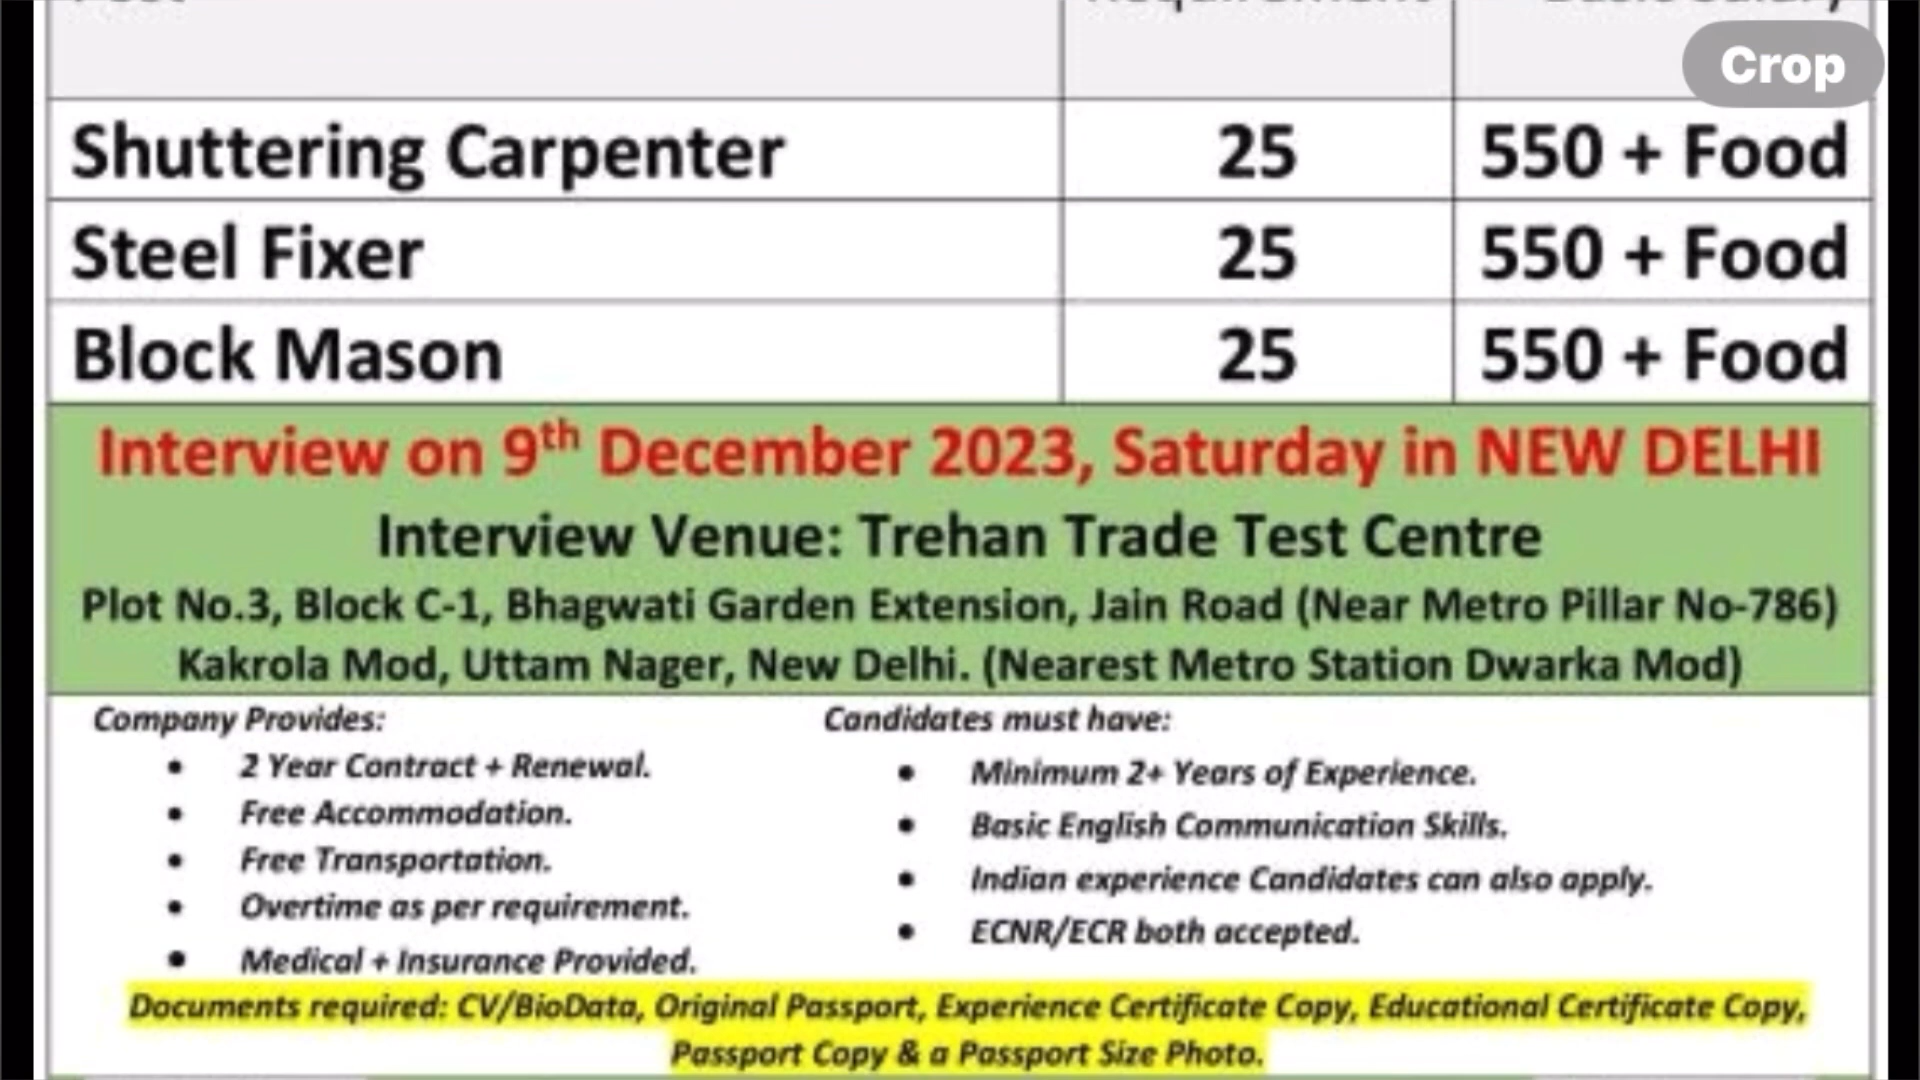 Requirement
Basic Salary
Crop
Shuttering Carpenter 25 550 + Food
Steel Fixer 25 550 + Food
Block Mason 25 550 + Food
Interview on 9th December 2023, Saturday in NEW DELHI
Interview Venue: Trehan Trade Test Centre
Plot No.3, Block C-1, Bhagwati Garden Extension, Jain Road (Near Metro Pillar No-786)
Kakrola Mod, Uttam Nager, New Delhi. (Nearest Metro Station Dwarka Mod)
Company Provides:
• 2 Year Contract + Renewal.
• Free Accommodation.
• Free Transportation.
• Overtime as per requirement.
• Medical + Insurance Provided.
Candidates must have:
• Minimum 2+ Years of Experience.
• Basic English Communication Skills.
• Indian experience Candidates can also apply.
• ECNR/ECR both accepted.
Documents required: CV/BioData, Original Passport, Experience Certificate Copy, Educational Certificate Copy,
Passport Copy & a Passport Size Photo.